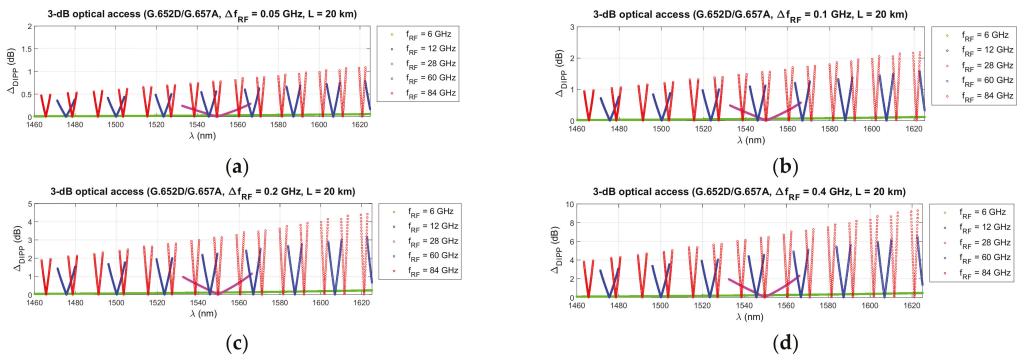 3-dB optical access (G.652D/G.657A, Δf_RF = 0.05 GHz, L = 20 km)
2
1.5
1
0.5
0
Δ_DIPP (dB)
1460 1480 1500 1520 1540 1560 1580 1600 1620
λ (nm)
f_RF = 6 GHz
f_RF = 12 GHz
f_RF = 28 GHz
f_RF = 60 GHz
f_RF = 84 GHz
(a)
3-dB optical access (G.652D/G.657A, Δf_RF = 0.1 GHz, L = 20 km)
3
2
1
0
Δ_DIPP (dB)
1460 1480 1500 1520 1540 1560 1580 1600 1620
λ (nm)
f_RF = 6 GHz
f_RF = 12 GHz
f_RF = 28 GHz
f_RF = 60 GHz
f_RF = 84 GHz
(b)
3-dB optical access (G.652D/G.657A, Δf_RF = 0.2 GHz, L = 20 km)
5
4
3
2
1
0
Δ_DIPP (dB)
1460 1480 1500 1520 1540 1560 1580 1600 1620
λ (nm)
f_RF = 6 GHz
f_RF = 12 GHz
f_RF = 28 GHz
f_RF = 60 GHz
f_RF = 84 GHz
(c)
3-dB optical access (G.652D/G.657A, Δf_RF = 0.4 GHz, L = 20 km)
10
8
6
4
2
0
Δ_DIPP (dB)
1460 1480 1500 1520 1540 1560 1580 1600 1620
λ (nm)
f_RF = 6 GHz
f_RF = 12 GHz
f_RF = 28 GHz
f_RF = 60 GHz
f_RF = 84 GHz
(d)